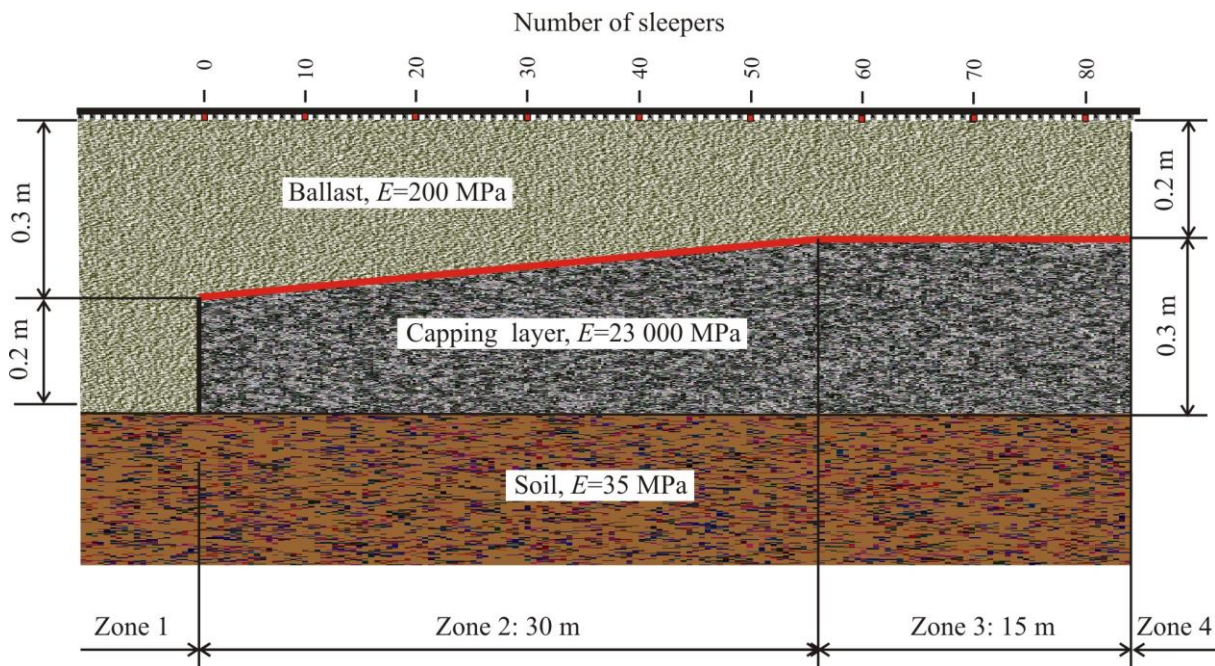 Number of sleepers
0 10 20 30 40 50 60 70 80
0.3 m
0.2 m
Ballast, E=200 MPa
0.2 m
Capping layer, E=23 000 MPa
0.3 m
Soil, E=35 MPa
Zone 1
Zone 2: 30 m
Zone 3: 15 m
Zone 4